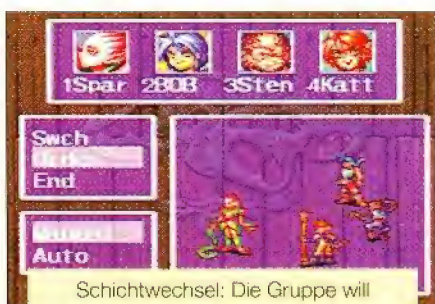 1Spar 2BOB 3Sten 4Katt
Swch
End
Auto
Schichtwechsel: Die Gruppe will